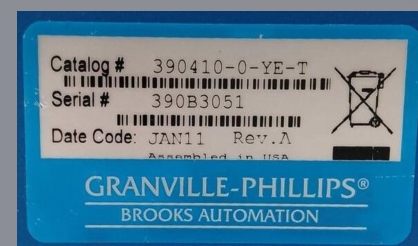 Catalog # 390410-0-YE-T
Serial # 390B3051
Date Code: JAN11 Rev.A
Assembled in USA
GRANVILLE-PHILLIPS®
BROOKS AUTOMATION